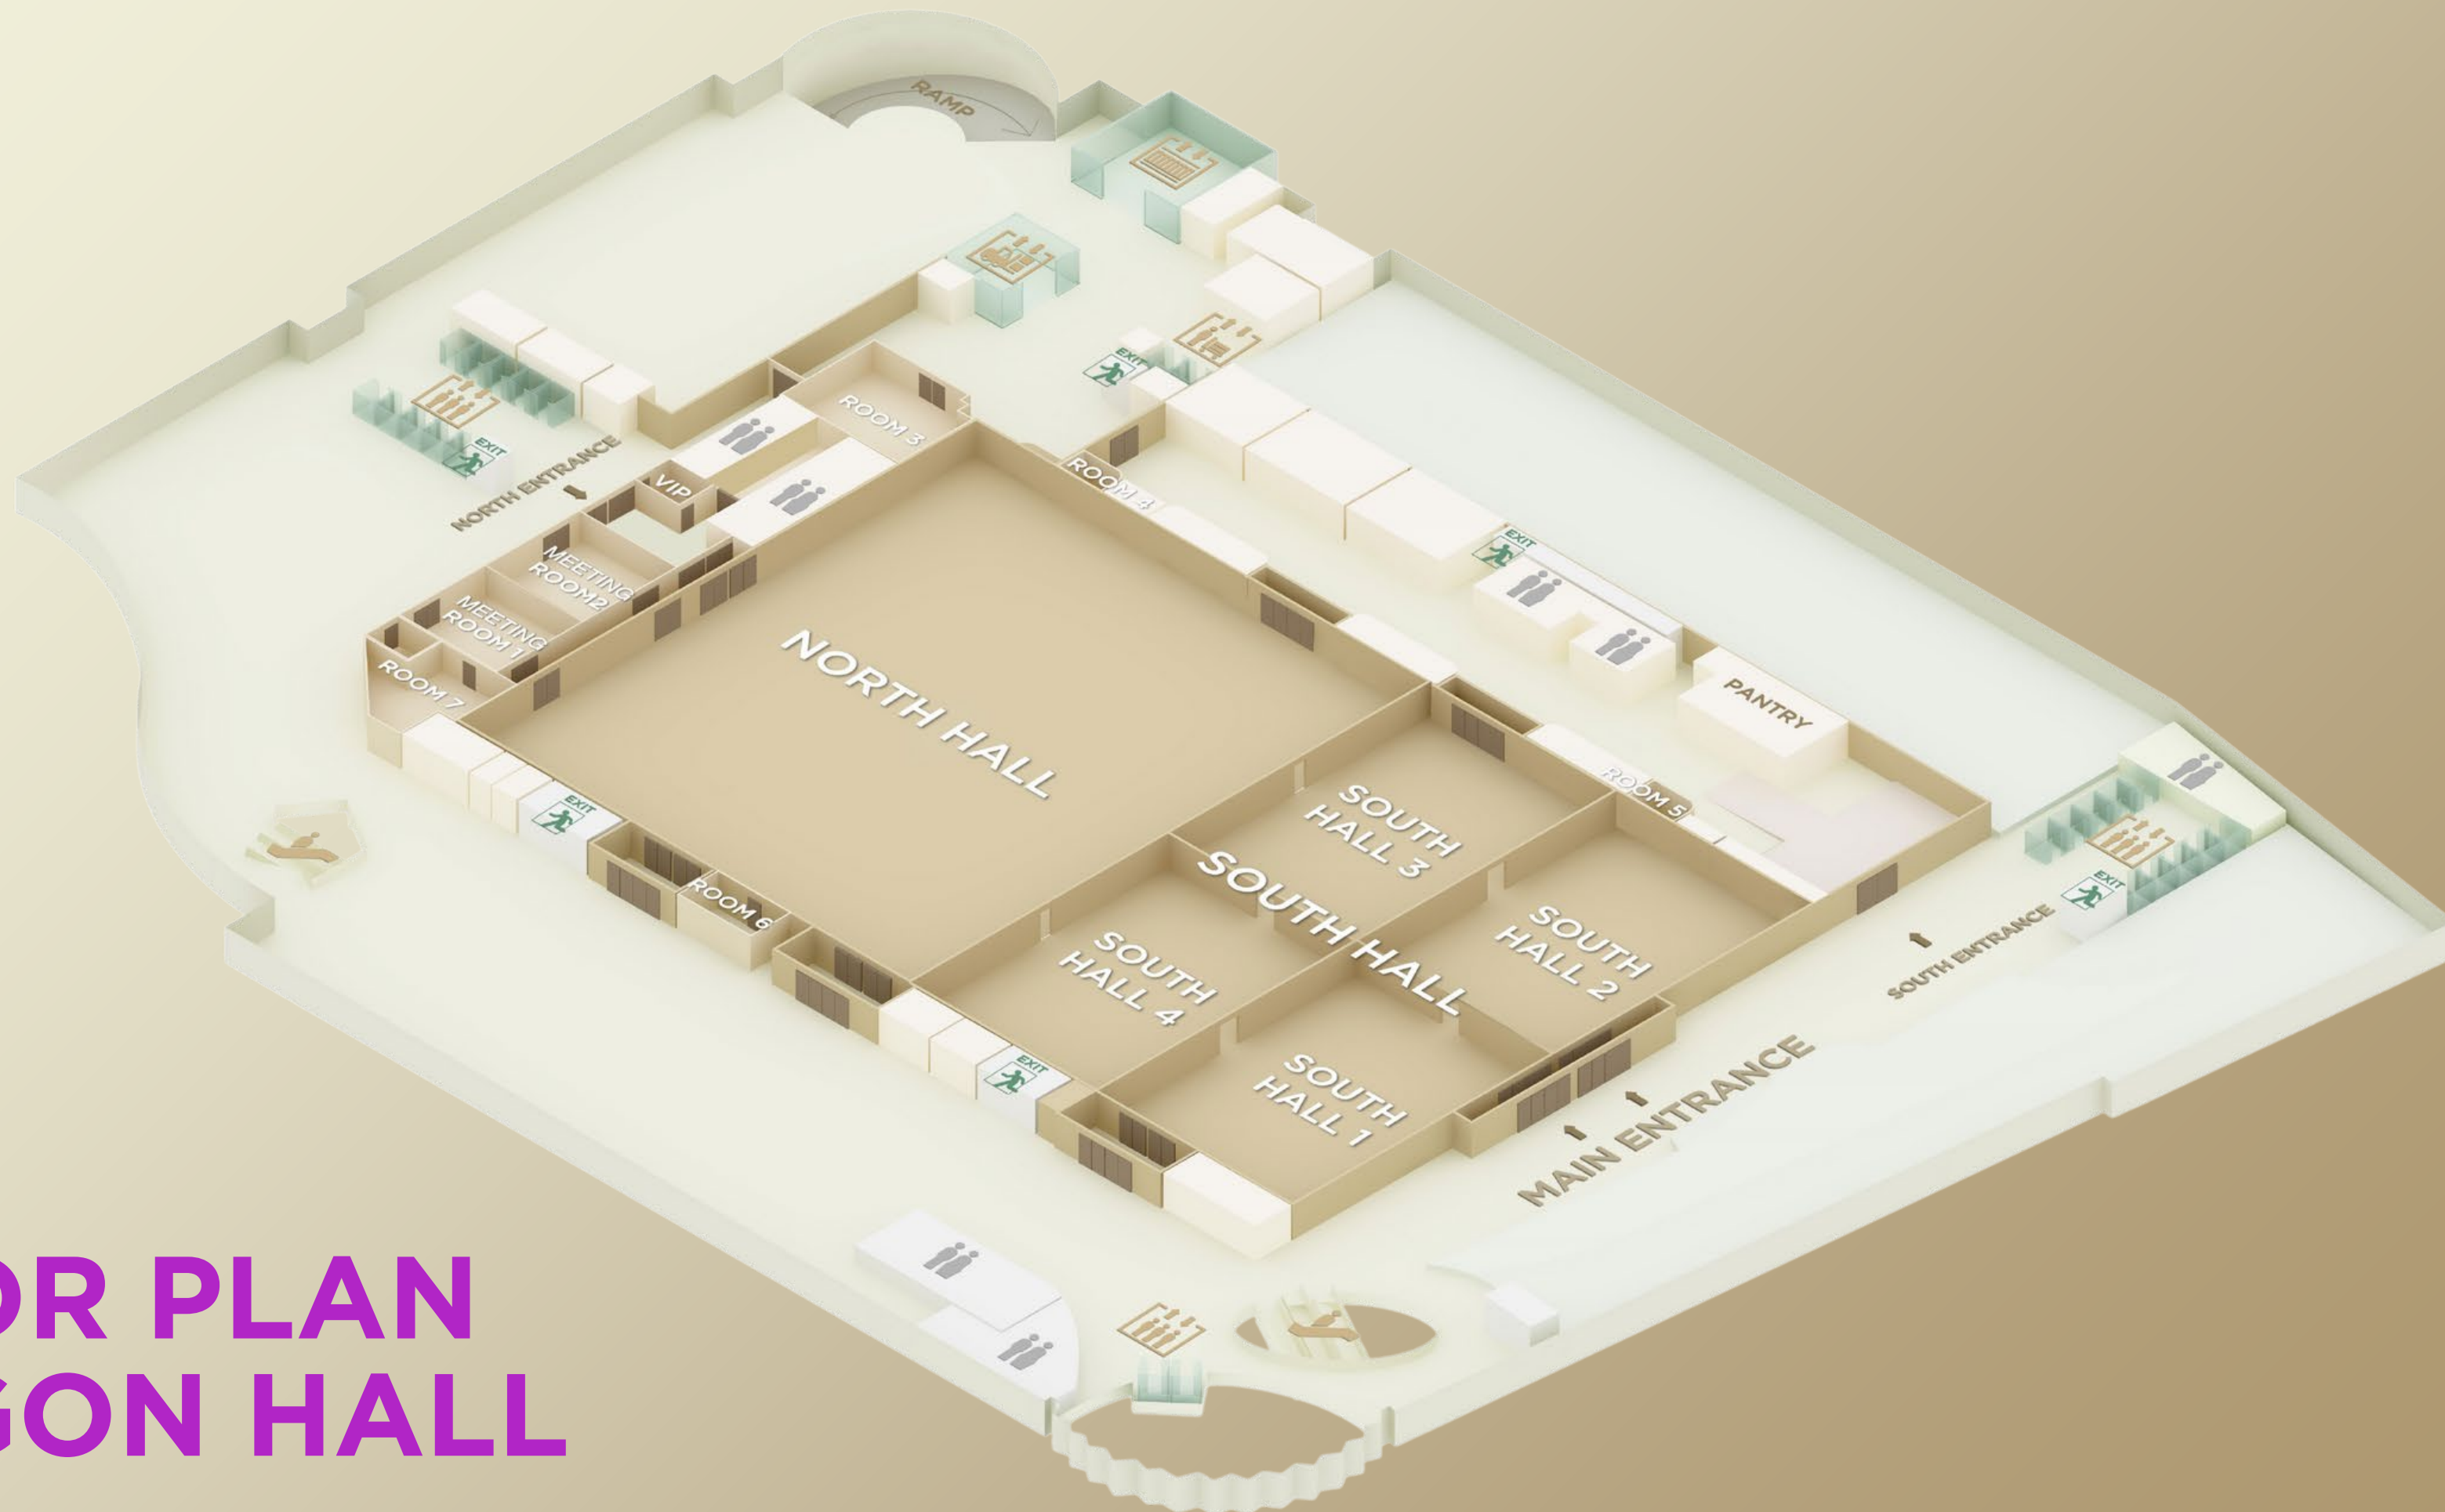 RAMP
EXIT
ROOM 3
NORTH ENTRANCE
EXIT
VIP
ROOM 4
EXIT
MEETING
ROOM2
MEETING
ROOM 1
ROOM 7
NORTH HALL
PANTRY
ROOM 5
SOUTH
HALL 3
EXIT
ROOM 6
SOUTH HALL
SOUTH
HALL 2
SOUTH
HALL 4
EXIT
SOUTH ENTRANCE
EXIT
SOUTH
HALL 1
MAIN ENTRANCE
OR PLAN
GON HALL